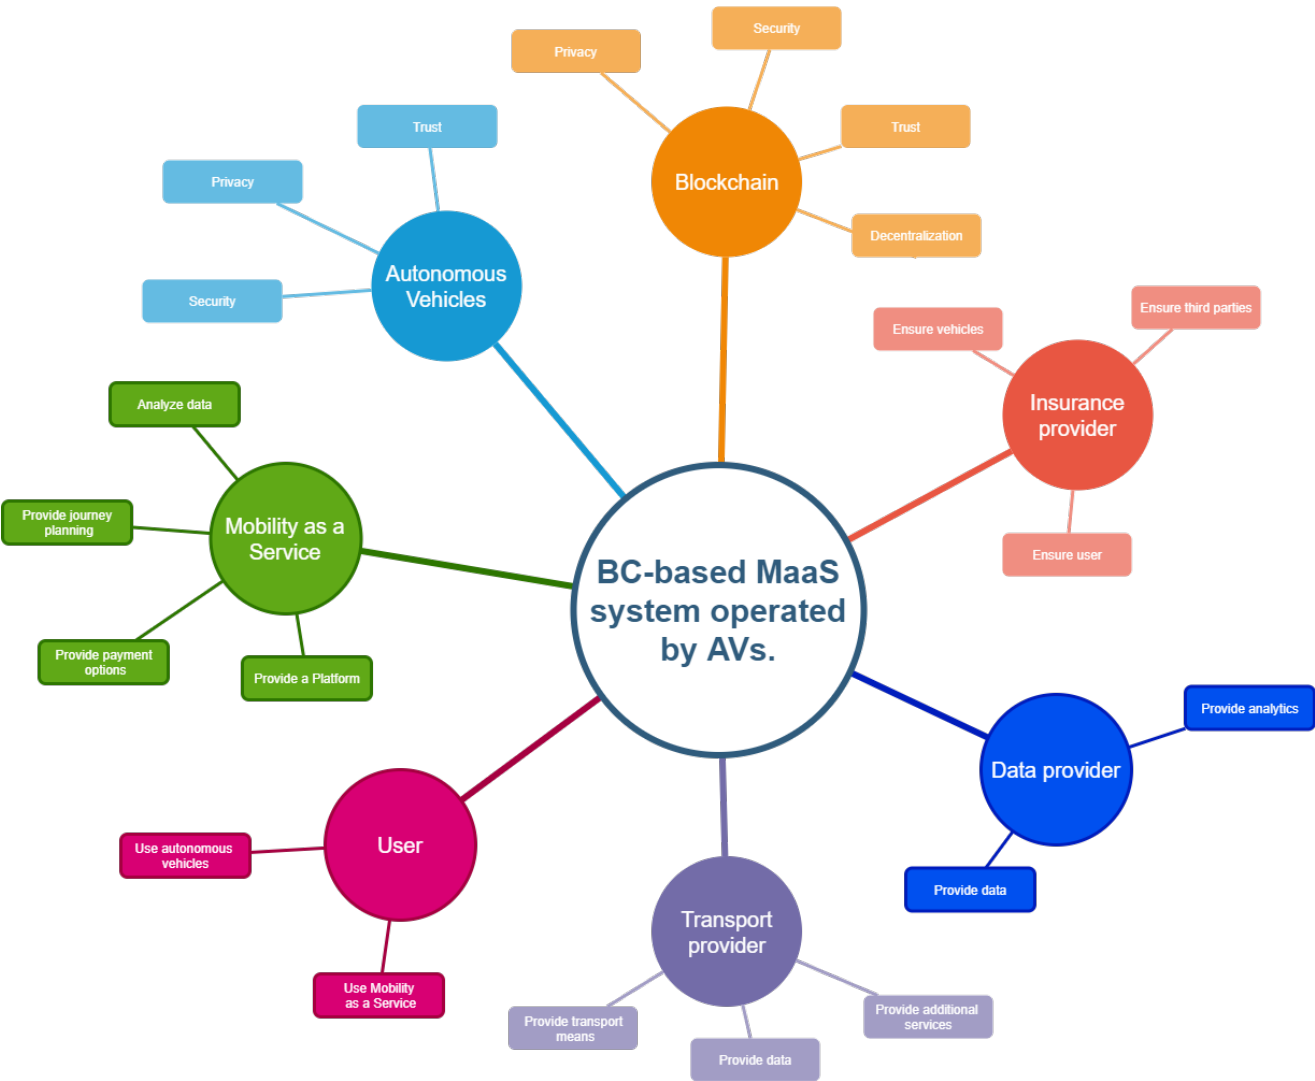 Security
Privacy
Trust
Decentralization
Blockchain
Trust
Privacy
Security
Autonomous
Vehicles
Ensure third parties
Ensure vehicles
Insurance
provider
Ensure user
Analyze data
Provide journey
planning
Mobility as a
Service
Provide payment
options
Provide a Platform
BC-based MaaS
system operated
by AVs.
Provide analytics
Data provider
Provide data
User
Use autonomous
vehicles
Use Mobility
as a Service
Transport
provider
Provide transport
means
Provide data
Provide additional
services